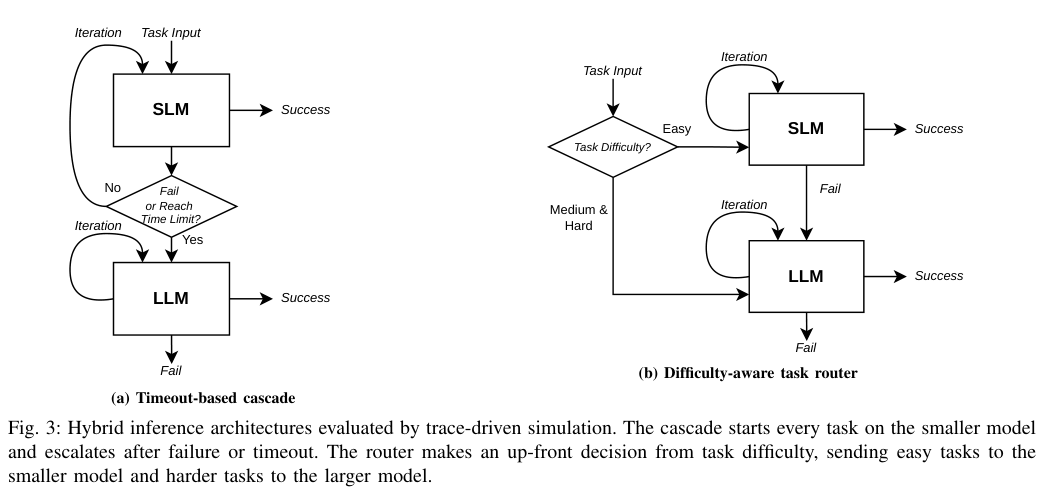 Iteration
Task Input
SLM
Success
No
Fail
or Reach
Time Limit?
Iteration
Yes
LLM
Success
Fail
(a) Timeout-based cascade
Task Input
Iteration
Task Difficulty?
Easy
SLM
Success
Fail
Medium &
Hard
Iteration
LLM
Success
Fail
(b) Difficulty-aware task router
Fig. 3: Hybrid inference architectures evaluated by trace-driven simulation. The cascade starts every task on the smaller model
and escalates after failure or timeout. The router makes an up-front decision from task difficulty, sending easy tasks to the
smaller model and harder tasks to the larger model.